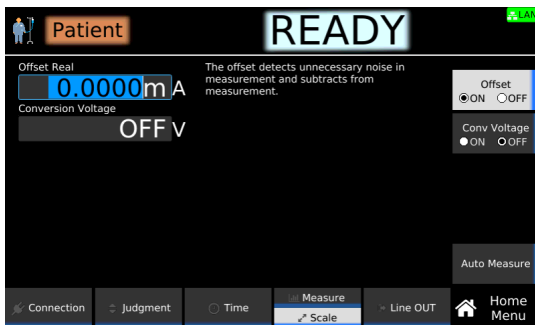 Patient
READY
LAN
Offset Real
0.0000m A
Conversion Voltage
OFF V
The offset detects unnecessary noise in
measurement and subtracts from
measurement.
Offset
ON OFF
Conv Voltage
ON OFF
Auto Measure
Connection
Judgment
Time
Measure
Scale
Line OUT
Home
Menu